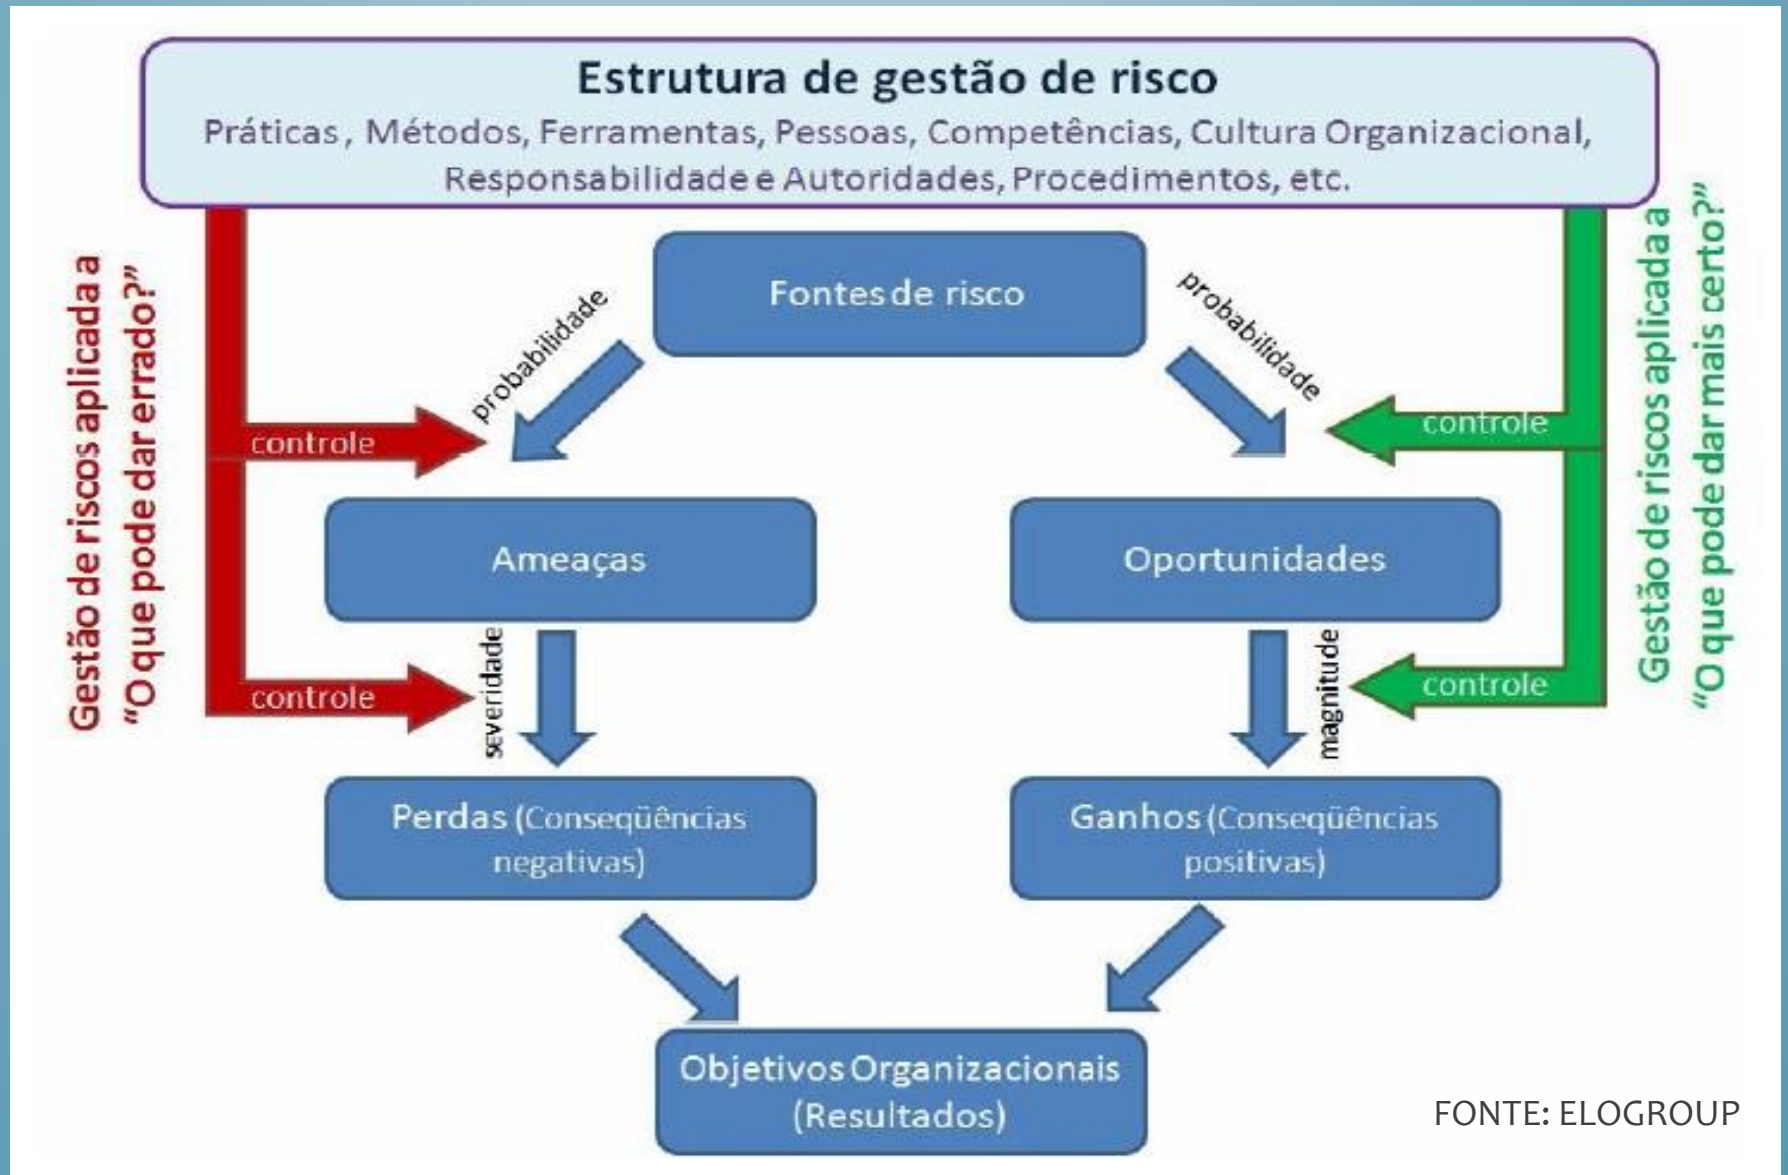 Estrutura de gestão de risco
Práticas, Métodos, Ferramentas, Pessoas, Competências, Cultura Organizacional,
Responsabilidade e Autoridades, Procedimentos, etc.
Gestão de riscos aplicada a
“O que pode dar errado?”
Fontes de risco
probabilidade
probabilidade
controle
controle
Gestão de riscos aplicada a
“O que pode dar mais certo?”
Ameaças
Oportunidades
controle
severidade
magnitude
controle
Perdas (Conseqüências
negativas)
Ganhos (Conseqüências
positivas)
Objetivos Organizacionais
(Resultados)
FONTE: ELOGROUP